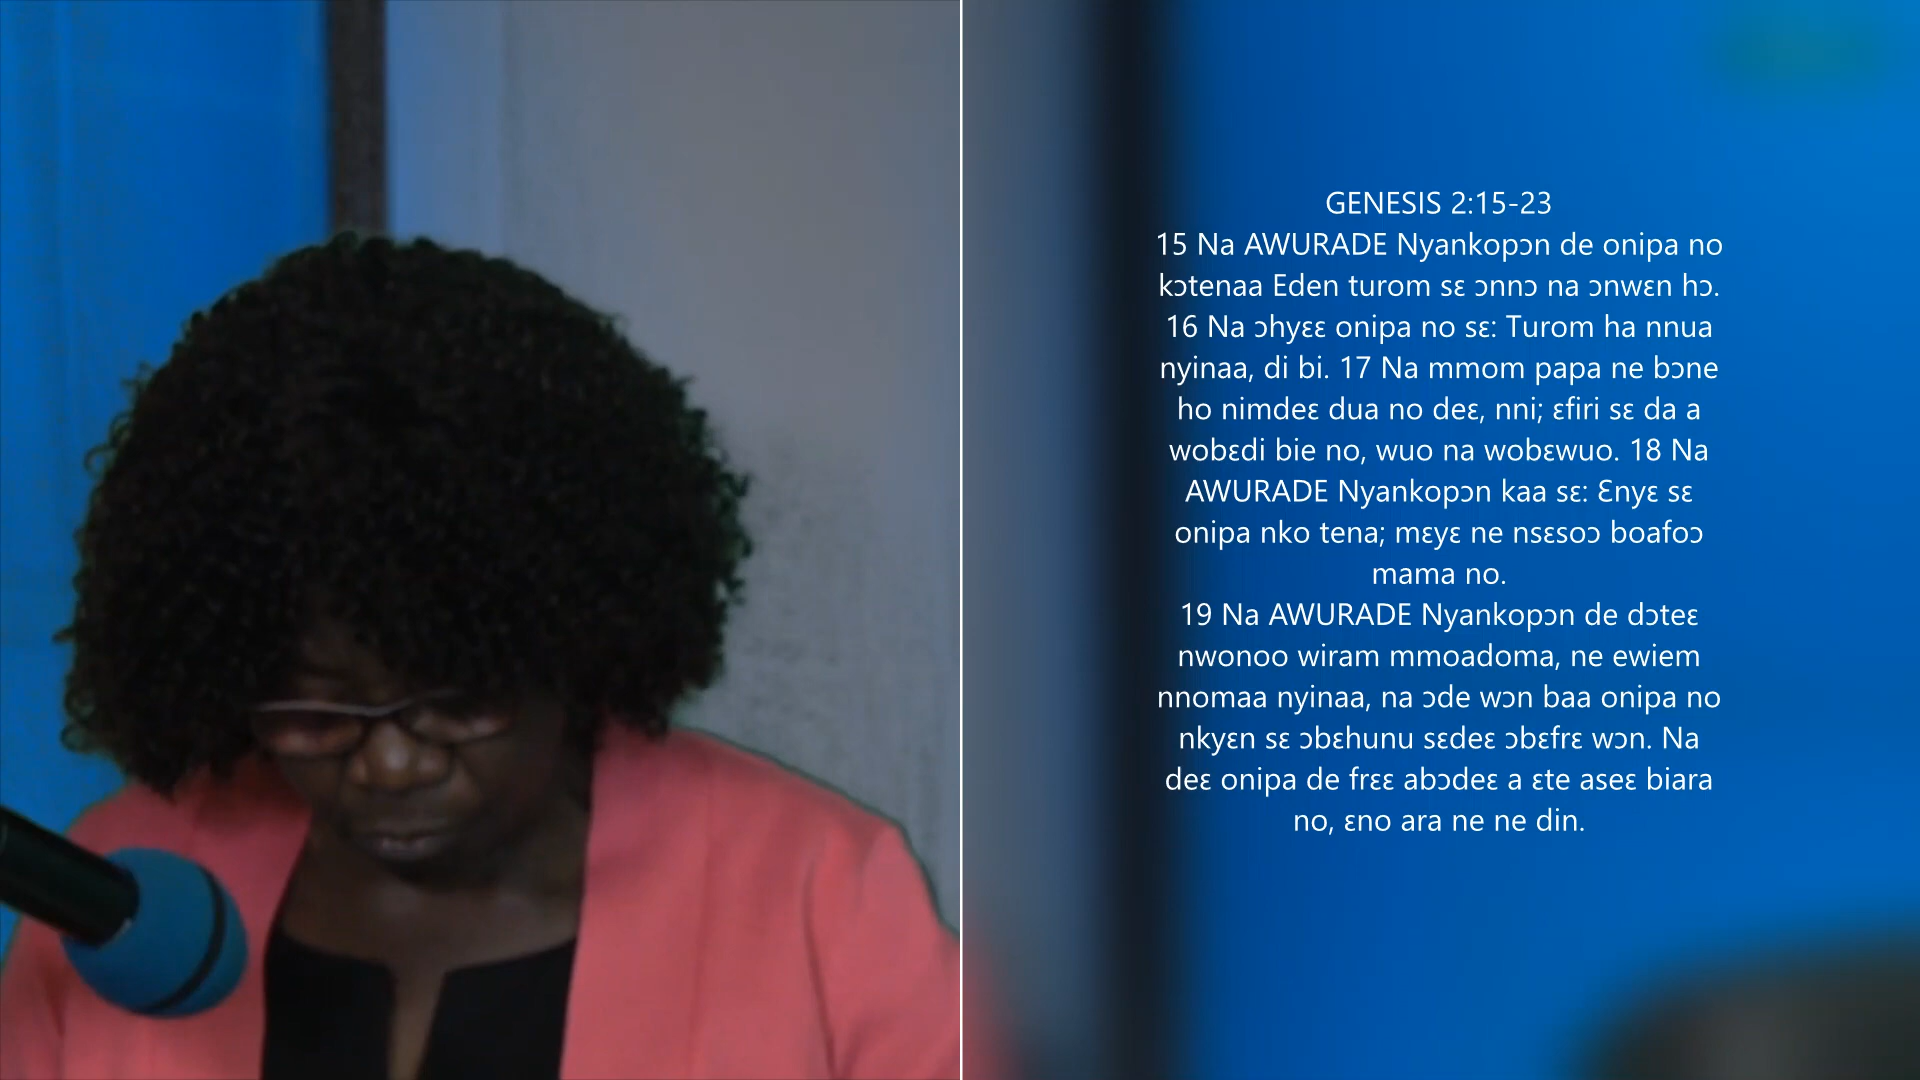 GENESIS 2:15-23
15 Na AWURADE Nyankopɔn de onipa no
kɔtenaa Eden turom sɛ ɔnnɔ na ɔnwɛn hɔ.
16 Na ɔhyɛɛ onipa no sɛ: Turom ha nnua
nyinaa, di bi. 17 Na mmom papa ne bɔne
ho nimdeɛ dua no deɛ, nni; ɛfiri sɛ da a
wobɛdi bie no, wuo na wobɛwuo. 18 Na
AWURADE Nyankopɔn kaa sɛ: Ɛnyɛ sɛ
onipa nko tena; mɛyɛ ne nsɛsoɔ boafoɔ
mama no.
19 Na AWURADE Nyankopɔn de dɔteɛ
nwonoo wiram mmoadoma, ne ewiem
nnomaa nyinaa, na ɔde wɔn baa onipa no
nkyɛn sɛ ɔbɛhunu sɛdeɛ ɔbɛfrɛ wɔn. Na
deɛ onipa de frɛɛ abɔdeɛ a ɛte aseɛ biara
no, ɛno ara ne ne din.